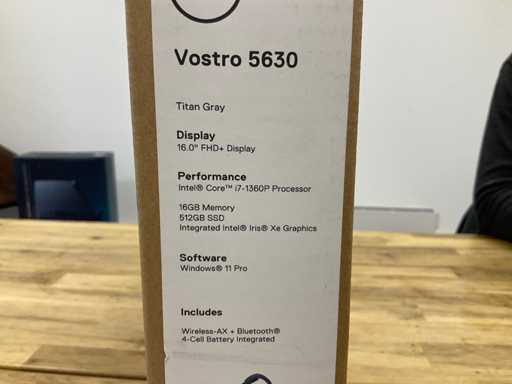 Vostro 5630
Titan Gray
Display
16.0" FHD+ Display
Performance
Intel® Core™ i7-1360P Processor
16GB Memory
512GB SSD
Integrated Intel® Iris® Xe Graphics
Software
Windows® 11 Pro
Includes
Wireless-AX + Bluetooth®
4-Cell Battery Integrated